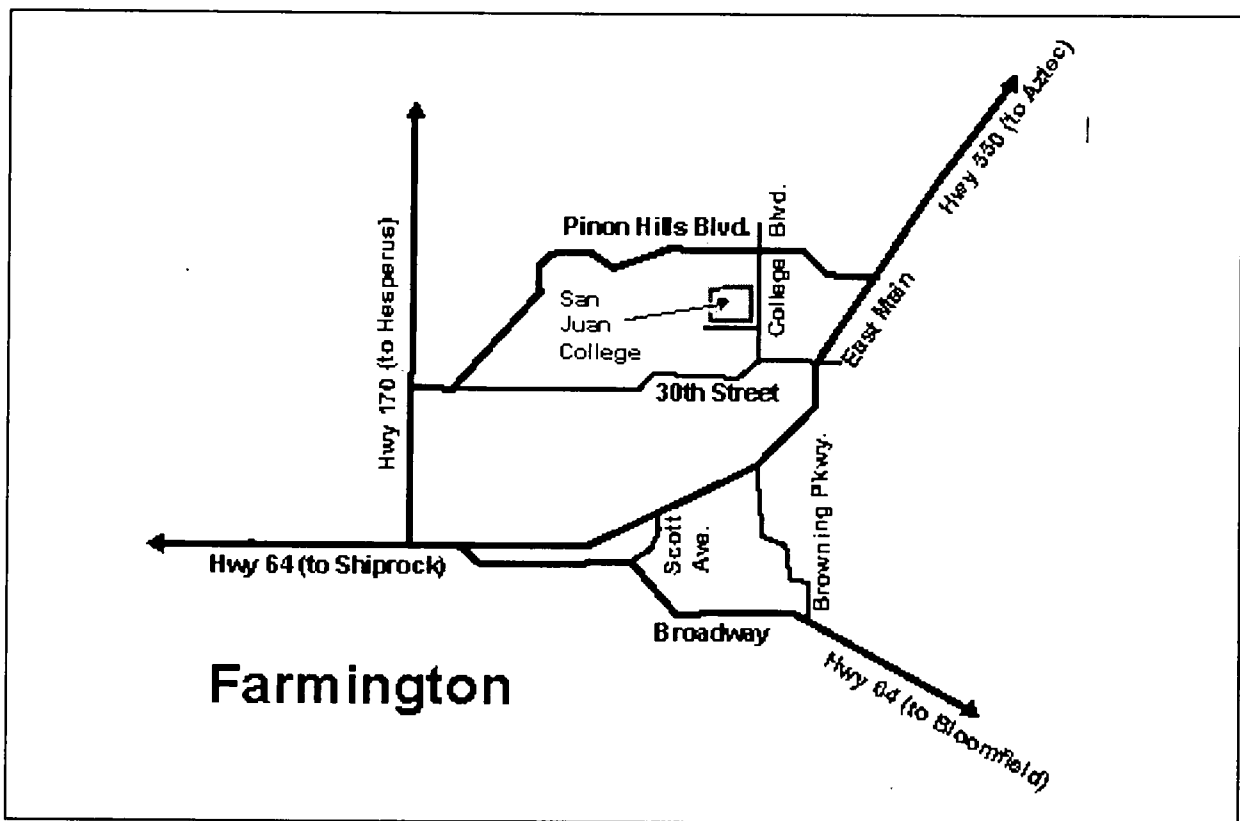 Hwy 550 (to Aztec)
Pinon Hills Blvd.
College Blvd.
Hwy 170 (to Hesperus)
San
Juan
College
East Main
30th Street
Scott
Ave.
Browning Pkwy.
Hwy 64 (to Shiprock)
Broadway
Hwy 64 (to Bloomfield)
Farmington